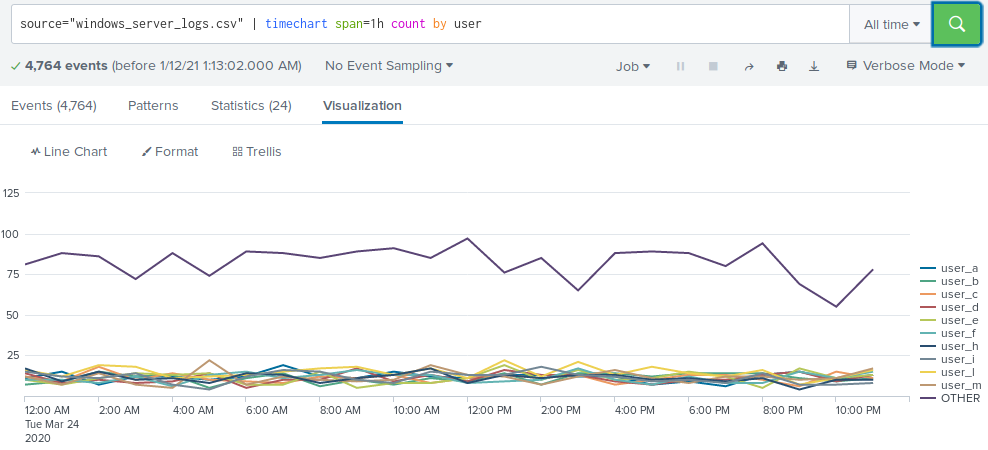 source="windows_server_logs.csv" | timechart span=1h count by user
All time
4,764 events (before 1/12/21 1:13:02.000 AM)
No Event Sampling
Job
Verbose Mode
Events (4,764)
Patterns
Statistics (24)
Visualization
Line Chart
Format
Trellis
125
100
75
50
25
12:00 AM
Tue Mar 24
2020
2:00 AM
4:00 AM
6:00 AM
8:00 AM
10:00 AM
12:00 PM
2:00 PM
4:00 PM
6:00 PM
8:00 PM
10:00 PM
user_a
user_b
user_c
user_d
user_e
user_f
user_h
user_i
user_l
user_m
OTHER